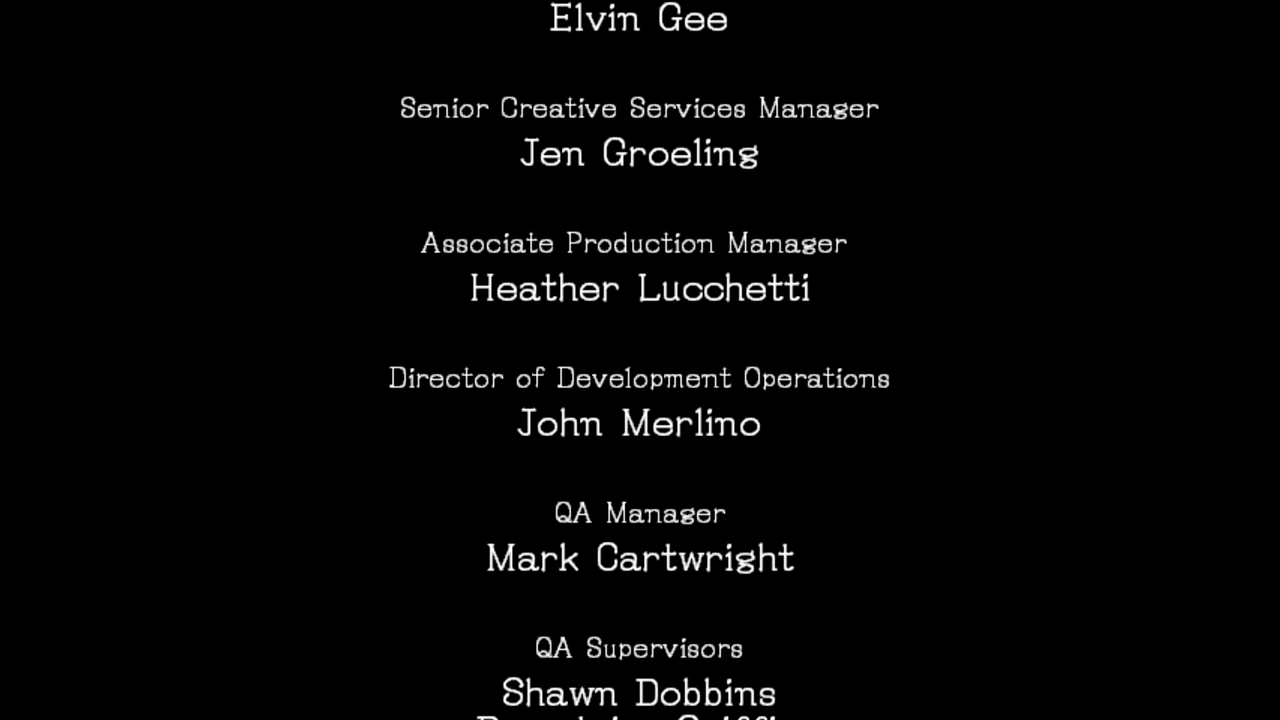 Elvin Gee
Senior Creative Services Manager
Jen Groeling
Associate Production Manager
Heather Lucchetti
Director of Development Operations
John Merlino
QA Manager
Mark Cartwright
QA Supervisors
Shawn Dobbins